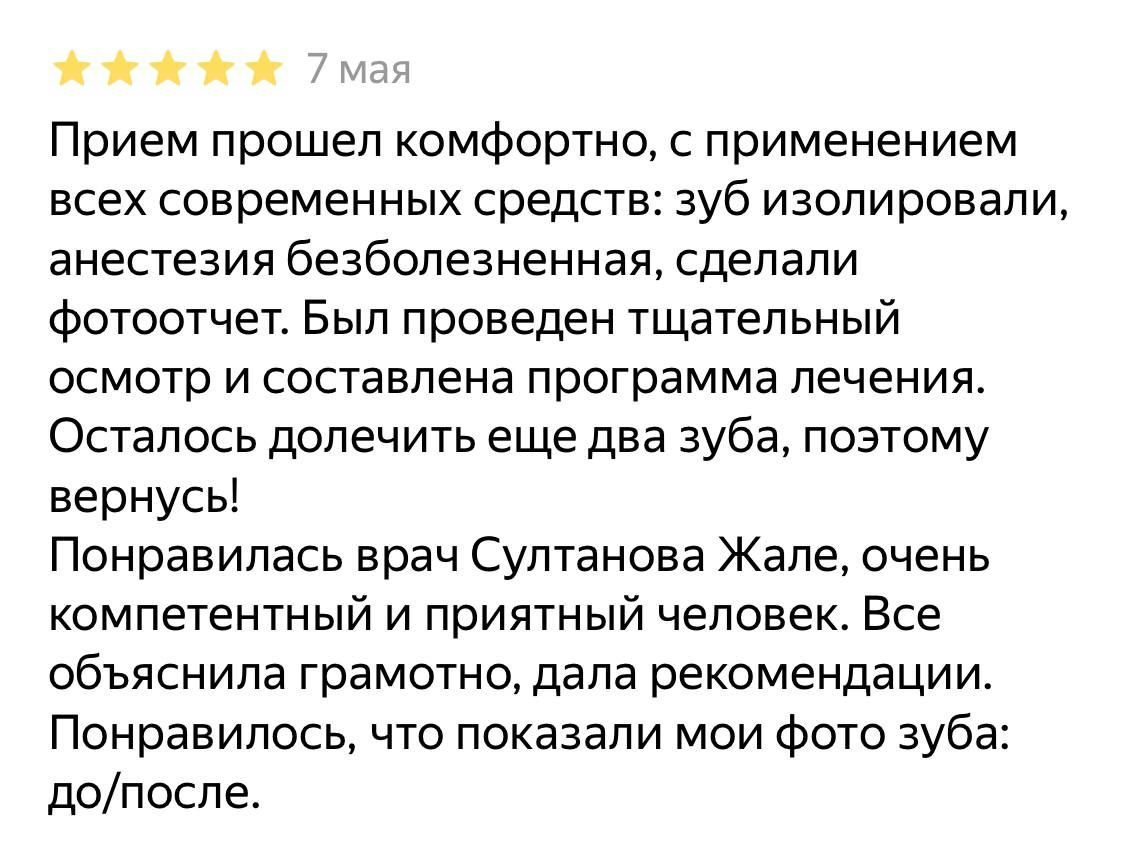 7 мая
Прием прошел комфортно, с применением
всех современных средств: зуб изолировали,
анестезия безболезненная, сделали
фотоотчет. Был проведен тщательный
осмотр и составлена программа лечения.
Осталось долечить еще два зуба, поэтому
вернусь!
Понравилась врач Султанова Жале, очень
компетентный и приятный человек. Все
объяснила грамотно, дала рекомендации.
Понравилось, что показали мои фото зуба:
до/после.